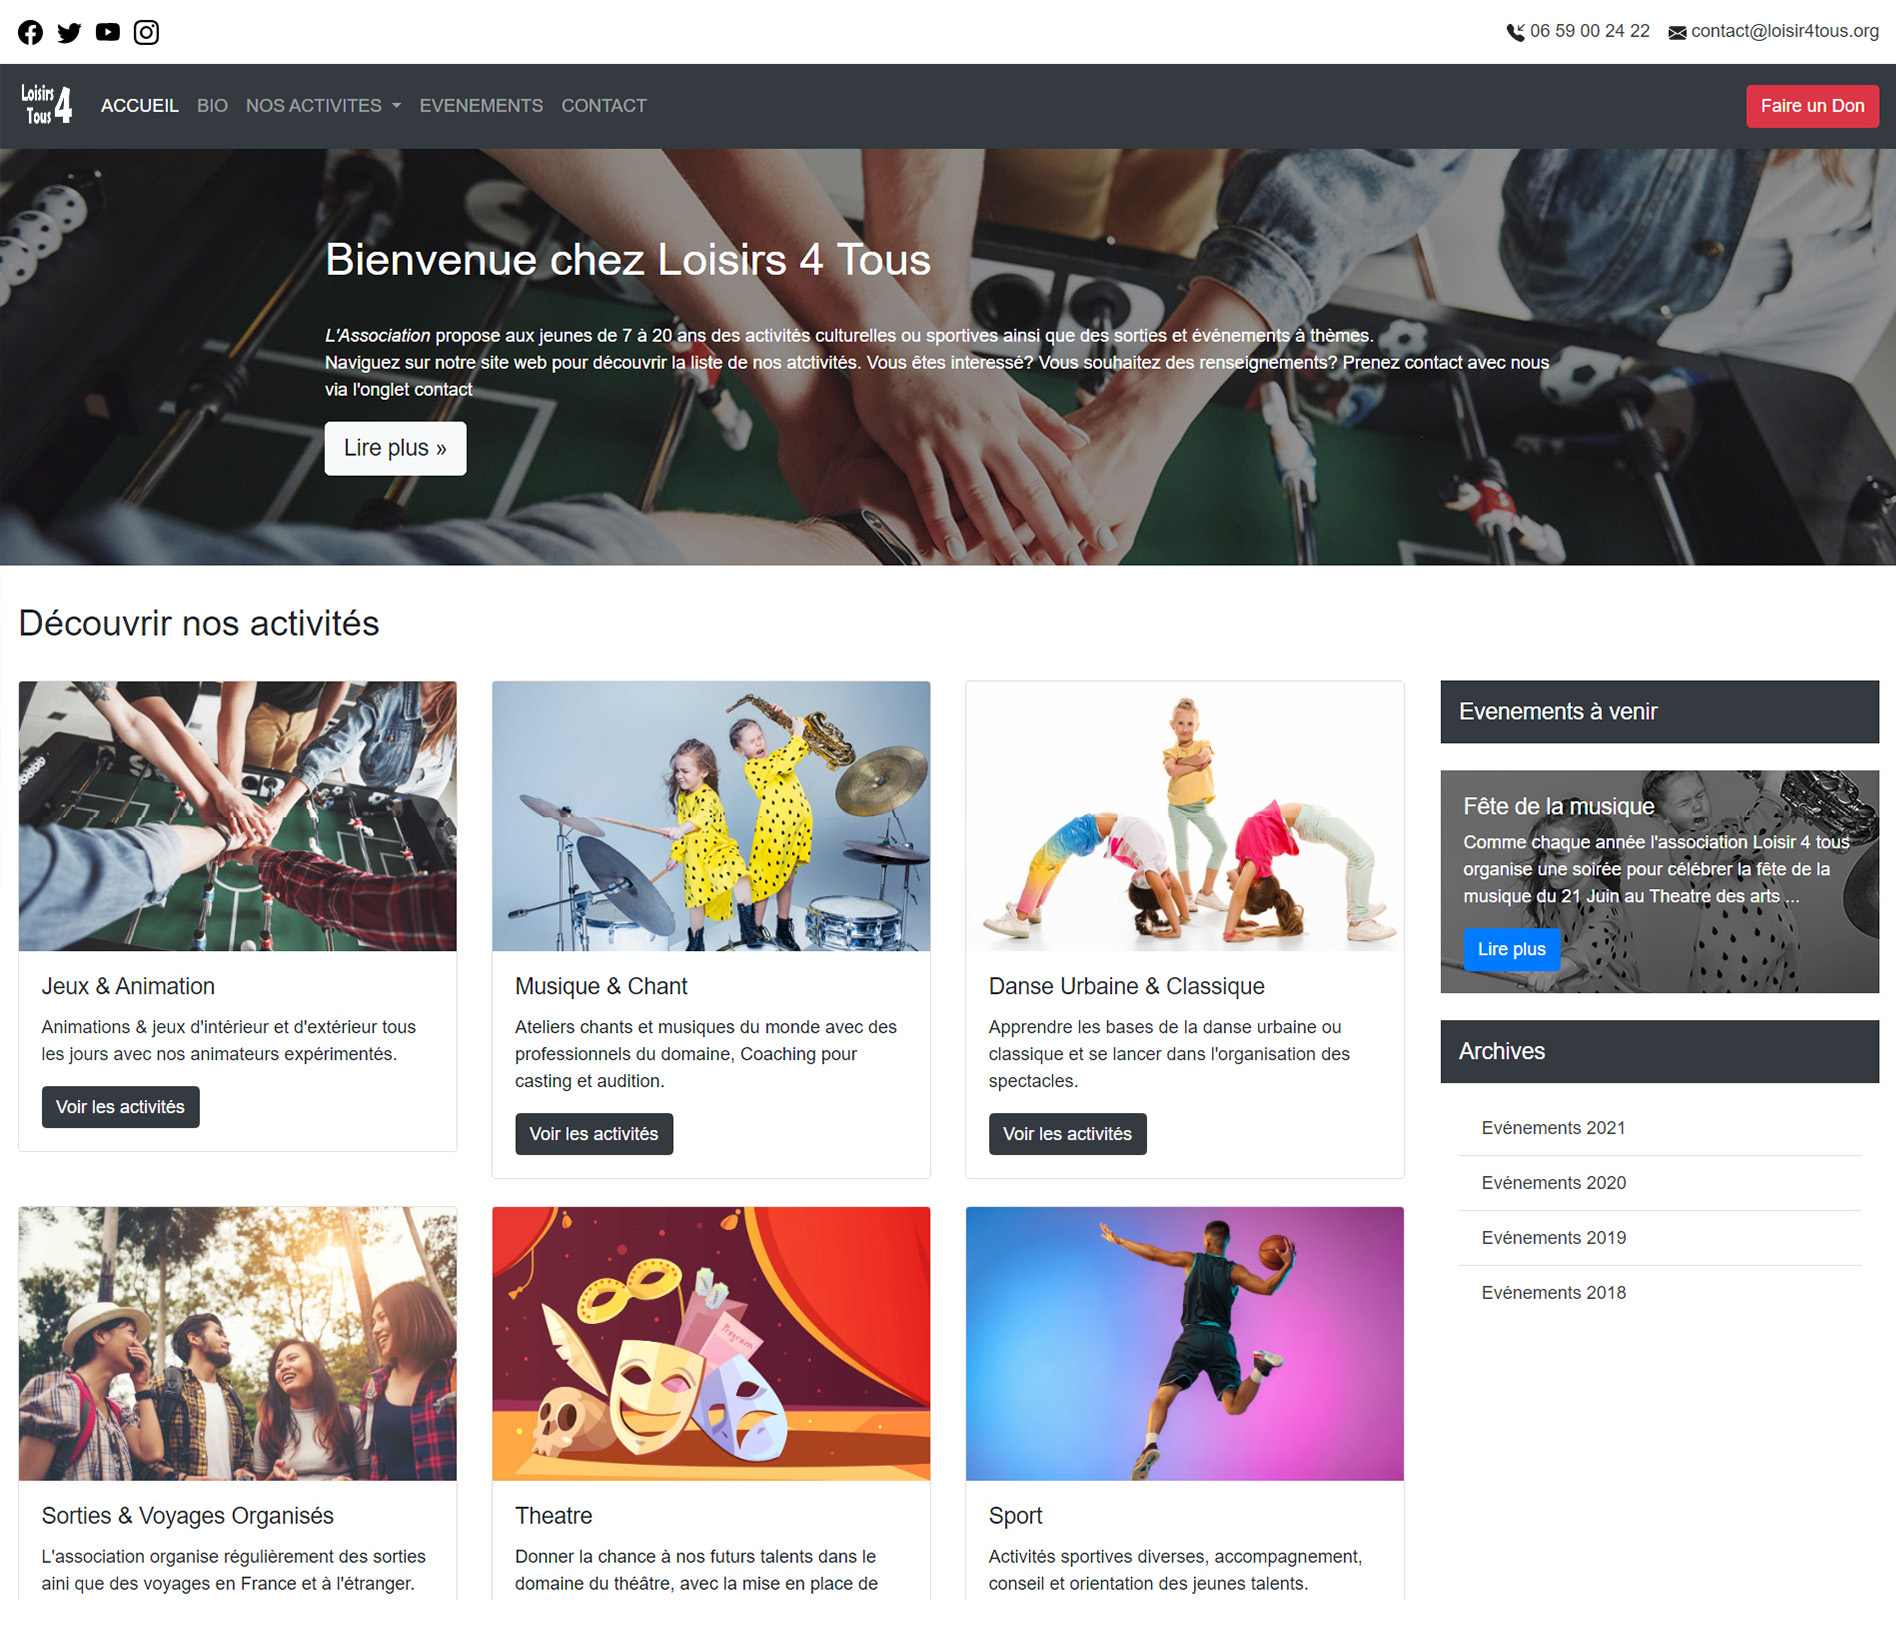 06 59 00 24 22 contact@loisir4tous.org
Loisirs 4 Tous
ACCUEIL BIO NOS ACTIVITES EVENEMENTS CONTACT Faire un Don
Bienvenue chez Loisirs 4 Tous
L'Association propose aux jeunes de 7 à 20 ans des activités culturelles ou sportives ainsi que des sorties et événements à thèmes.
Naviguez sur notre site web pour découvrir la liste de nos atctivités. Vous êtes interessé? Vous souhaitez des renseignements? Prenez contact avec nous
via l'onglet contact
Lire plus »
Découvrir nos activités
Jeux & Animation
Animations & jeux d'intérieur et d'extérieur tous
les jours avec nos animateurs expérimentés.
Voir les activités
Musique & Chant
Ateliers chants et musiques du monde avec des
professionnels du domaine, Coaching pour
casting et audition.
Voir les activités
Danse Urbaine & Classique
Apprendre les bases de la danse urbaine ou
classique et se lancer dans l'organisation des
spectacles.
Voir les activités
Evenements à venir
Fête de la musique
Comme chaque année l'association Loisir 4 tous
organise une soirée pour célébrer la fête de la
musique du 21 Juin au Theatre des arts ...
Lire plus
Archives
Evénements 2021
Evénements 2020
Evénements 2019
Evénements 2018
Sorties & Voyages Organisés
L'association organise régulièrement des sorties
aini que des voyages en France et à l'étranger.
Program
Theatre
Donner la chance à nos futurs talents dans le
domaine du théâtre, avec la mise en place de
Sport
Activités sportives diverses, accompagnement,
conseil et orientation des jeunes talents.